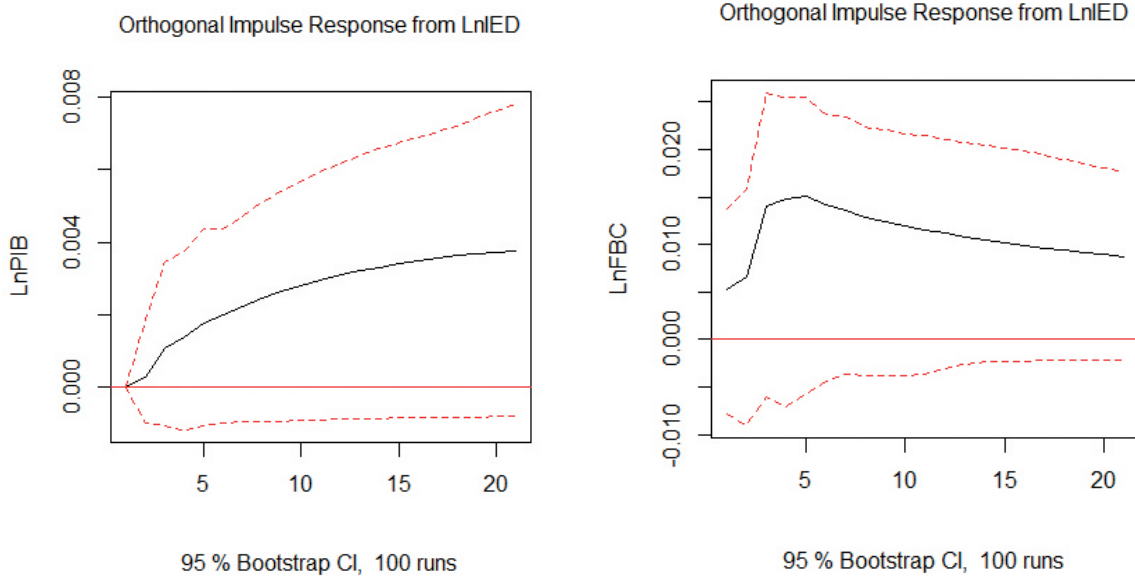 Orthogonal Impulse Response from LnIED
LnPIB
0.008
0.004
0.000
5 10 15 20
95 % Bootstrap CI, 100 runs
Orthogonal Impulse Response from LnIED
LnFBC
0.020
0.010
0.000
-0.010
5 10 15 20
95 % Bootstrap CI, 100 runs